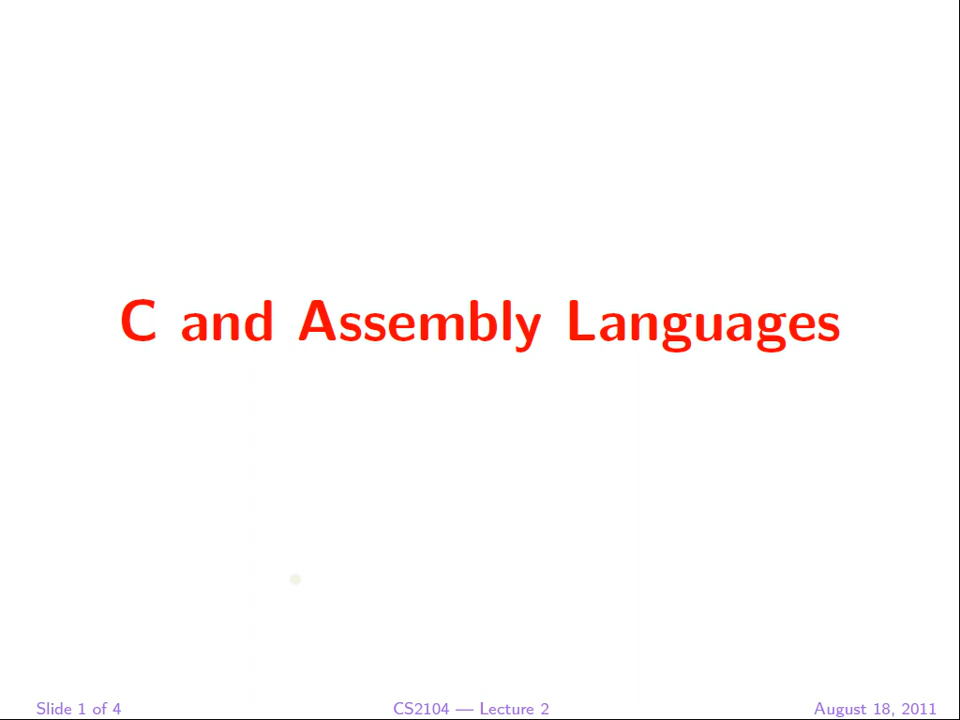 C and Assembly Languages
Slide 1 of 4
CS2104 — Lecture 2
August 18, 2011